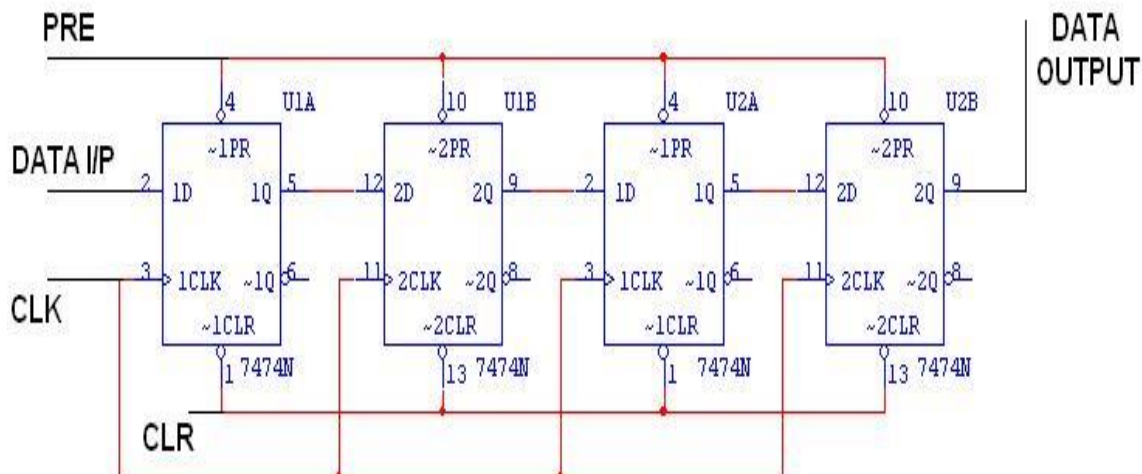 PRE
DATA
OUTPUT
4 U1A 10 U1B 4 U2A 10 U2B
~1PR ~2PR ~1PR ~2PR
DATA I/P
2 1D 1Q 5 12 2D 2Q 9 2 1D 1Q 5 12 2D 2Q 9
3 1CLK ~1Q 6 11 2CLK ~2Q 8 3 1CLK ~1Q 6 11 2CLK ~2Q 8
CLK
~1CLR ~2CLR ~1CLR ~2CLR
1 7474N 13 7474N 1 7474N 13 7474N
CLR